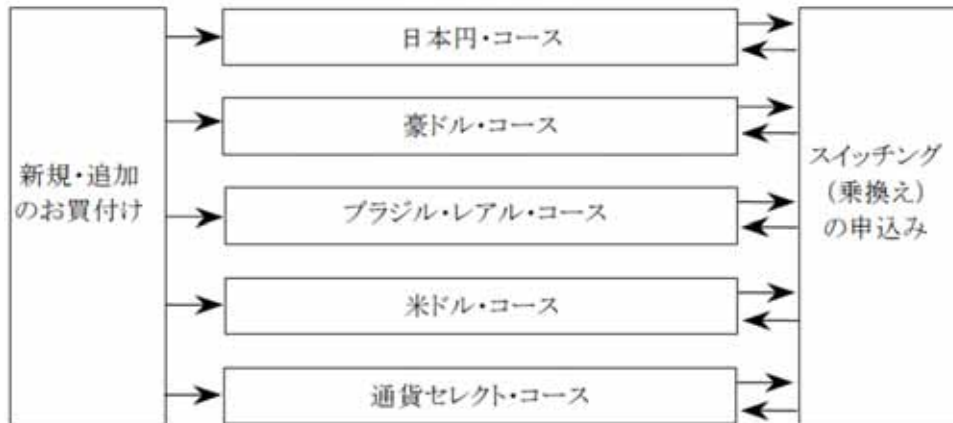 新規・追加
のお買付け
日本円・コース
豪ドル・コース
ブラジル・レアル・コース
米ドル・コース
通貨セレクト・コース
スイッチング
(乗換え)
の申込み